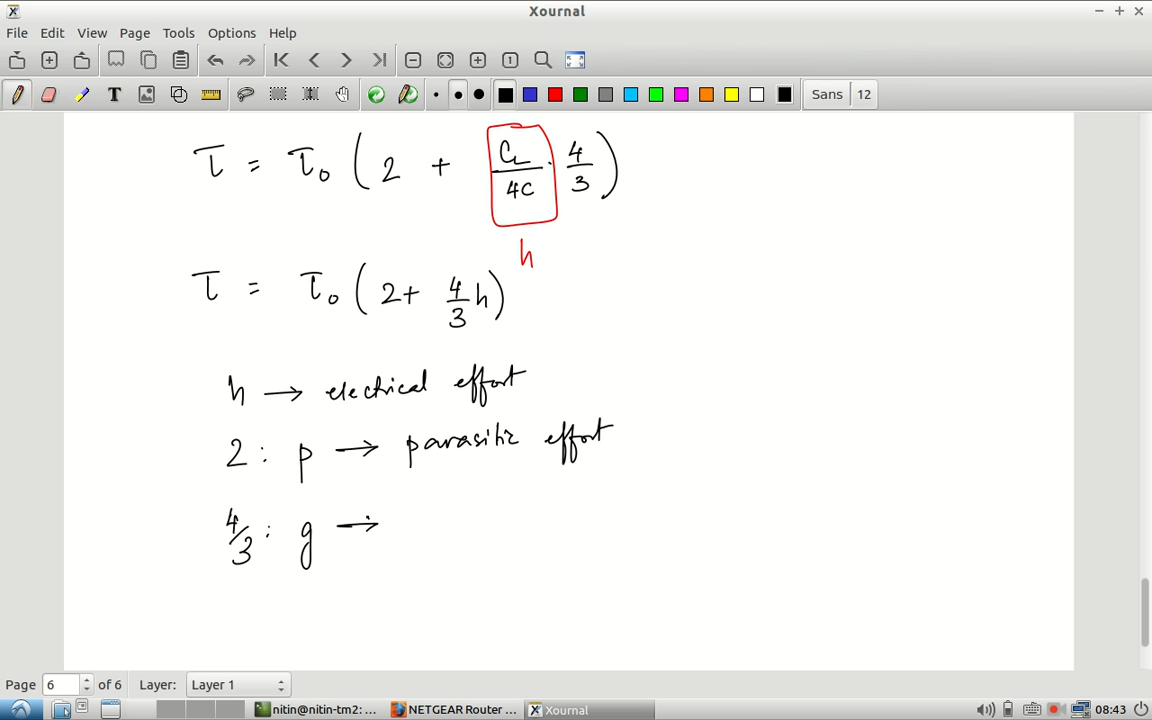 Xournal
File Edit View Page Tools Options Help
Sans 12
τ = τ₀ ( 2 + C_L/4C · 4/3 )
h
τ = τ₀ ( 2 + 4/3 h )
h → electrical effort
2 : p → parasitic effort
4/3 : g →
Page 6 of 6 Layer: Layer 1
nitin@nitin-tm2: ... NETGEAR Router ... Xournal 08:43